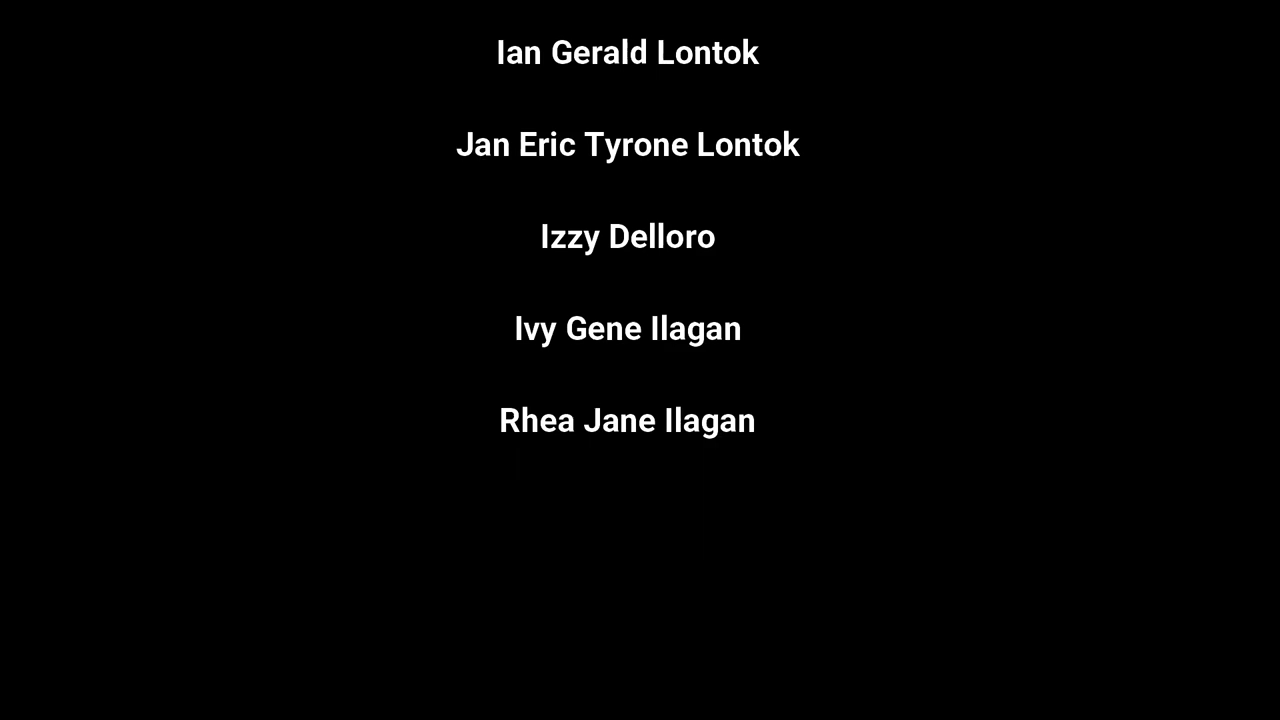 Ian Gerald Lontok
Jan Eric Tyrone Lontok
Izzy Delloro
Ivy Gene Ilagan
Rhea Jane Ilagan